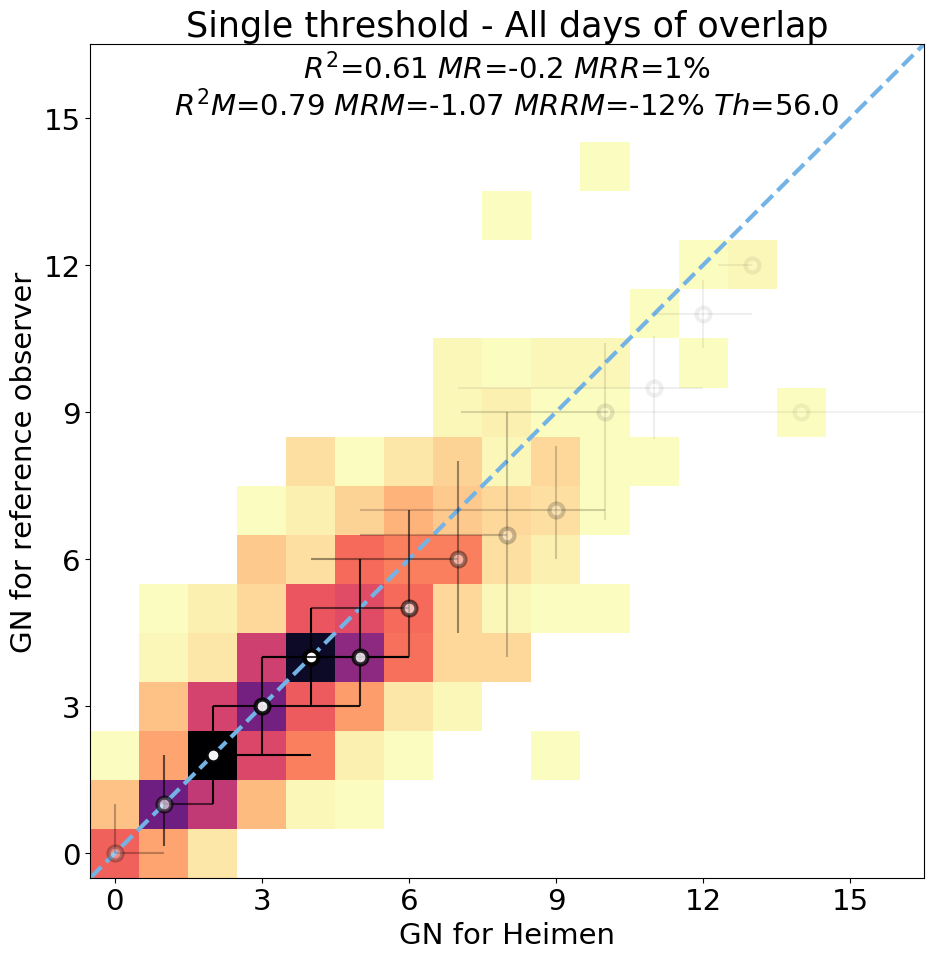 Single threshold - All days of overlap
R²=0.61 MR=-0.2 MRR=1%
R²M=0.79 MRM=-1.07 MRRM=-12% Th=56.0
15
12
9
6
3
0
GN for reference observer
0 3 6 9 12 15
GN for Heimen